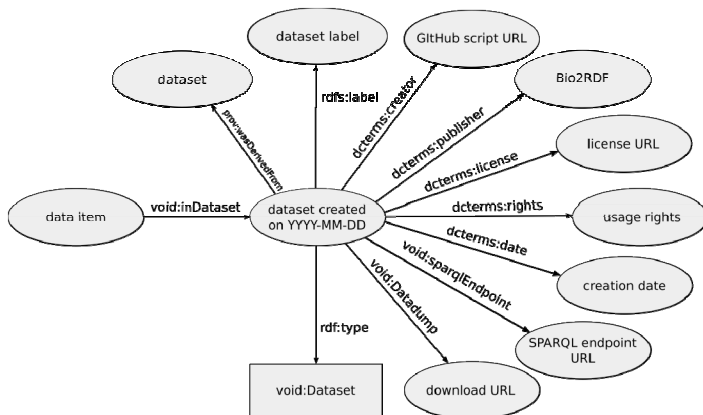 dataset label
GItHub script URL
dataset
Bio2RDF
rdfs:label
dcterms:creator
prov:wasDerivedFrom
dcterms:publisher
license URL
dcterms:license
data item
void:inDataset
dataset created
on YYYY-MM-DD
dcterms:rights
usage rights
dcterms:date
void:sparqlEndpoint
creation date
void:Datadump
rdf:type
SPARQL endpoint
URL
void:Dataset
download URL